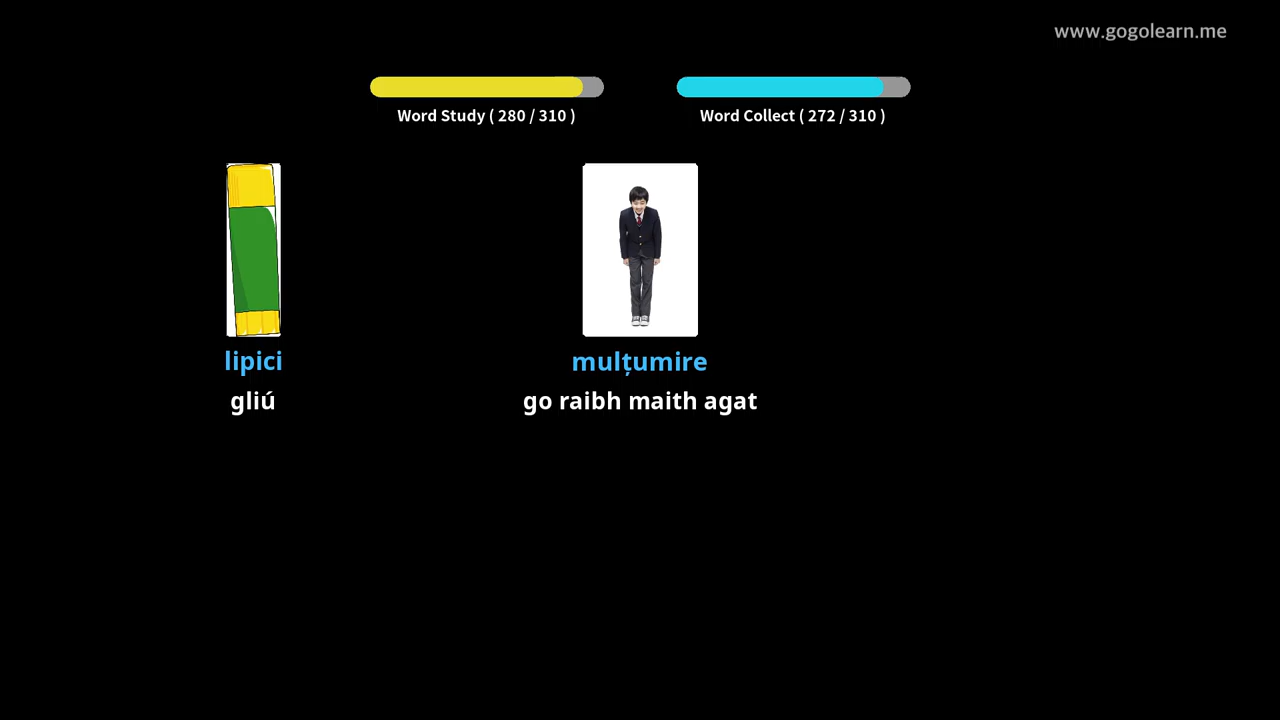 www.gogolearn.me
Word Study ( 280 / 310 )
Word Collect ( 272 / 310 )
lipici
mulțumire
gliú
go raibh maith agat